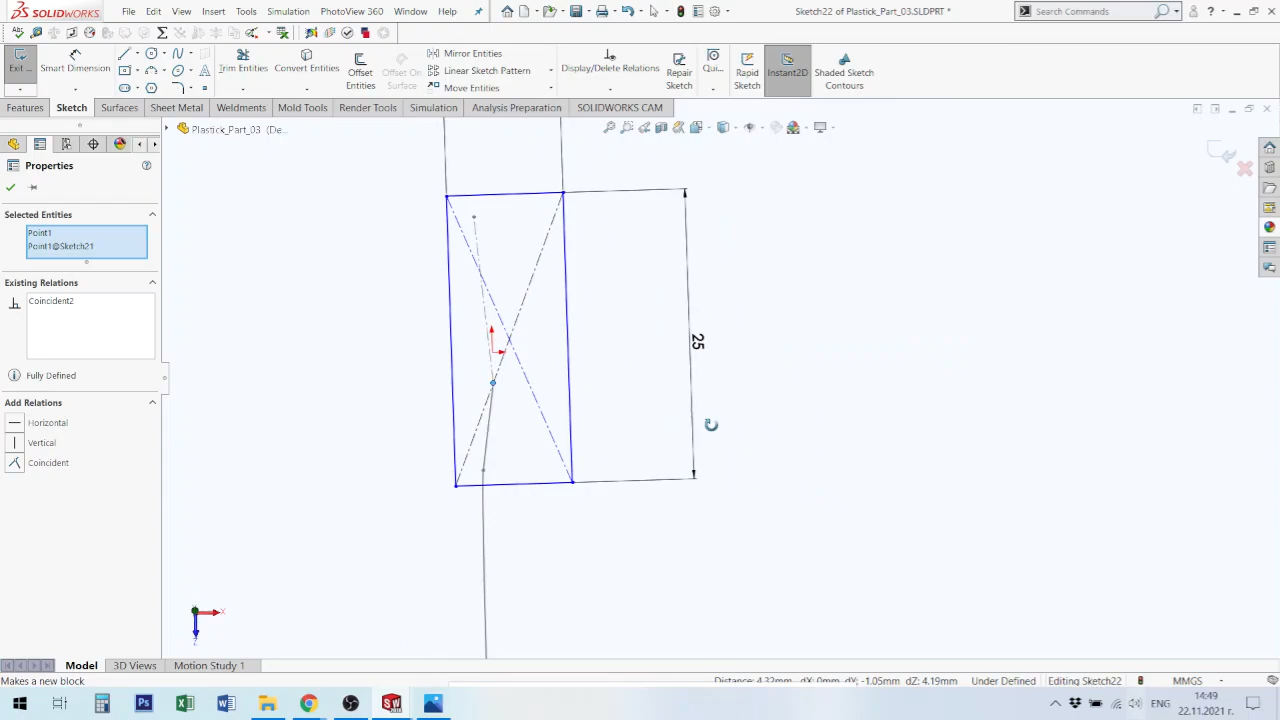 SOLIDWORKS File Edit View Insert Tools Simulation PhotoView 360 Window Help Sketch22 of Plastick_Part_03.SLDPRT * Search Commands ?
Exit ... Trim Entities Convert Entities Offset Entities Offset On Surface Mirror Entities Linear Sketch Pattern Move Entities Display/Delete Relations Repair Sketch Qui... Rapid Sketch Instant2D Shaded Sketch Contours
Features Sketch Surfaces Sheet Metal Weldments Mold Tools Render Tools Simulation Analysis Preparation SOLIDWORKS CAM
Plastick_Part_03 (De...
Properties
Selected Entities
Point1
Point1@Sketch21
Existing Relations
Coincident2
Fully Defined
Add Relations
Horizontal
Vertical
Coincident
25
X
Model 3D Views Motion Study 1
Makes a new block Distance: 4.32mm dX: 0mm dY: -1.05mm dZ: 4.19mm Under Defined Editing Sketch22 MMGS
ENG 14:49
22.11.2021 г.